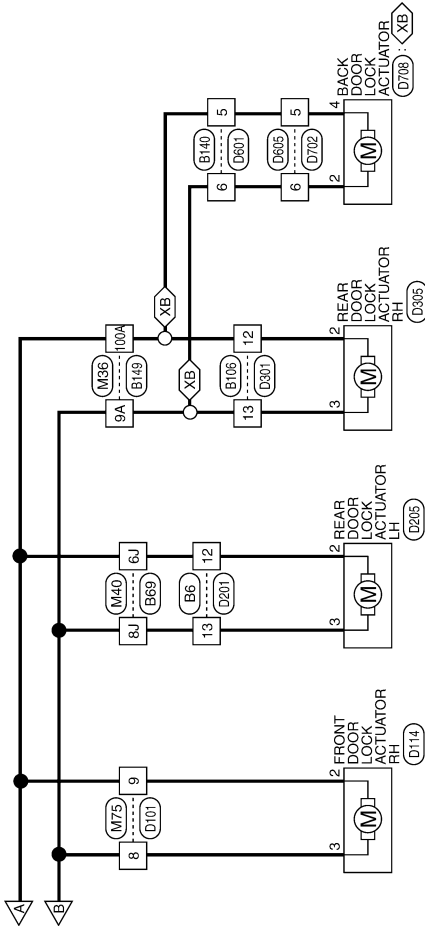 A
B
M75
D101
8
9
3
2
M
FRONT
DOOR
LOCK
ACTUATOR
RH
D114
M40
B69
8J
6J
B6
D201
13
12
3
2
M
REAR
DOOR
LOCK
ACTUATOR
LH
D205
M36
B149
9A
100A
XB
XB
B106
D301
13
12
3
2
M
REAR
DOOR
LOCK
ACTUATOR
RH
D305
B140
D601
6
5
D605
D702
6
5
2
4
M
BACK
DOOR
LOCK
ACTUATOR
D708 : XB